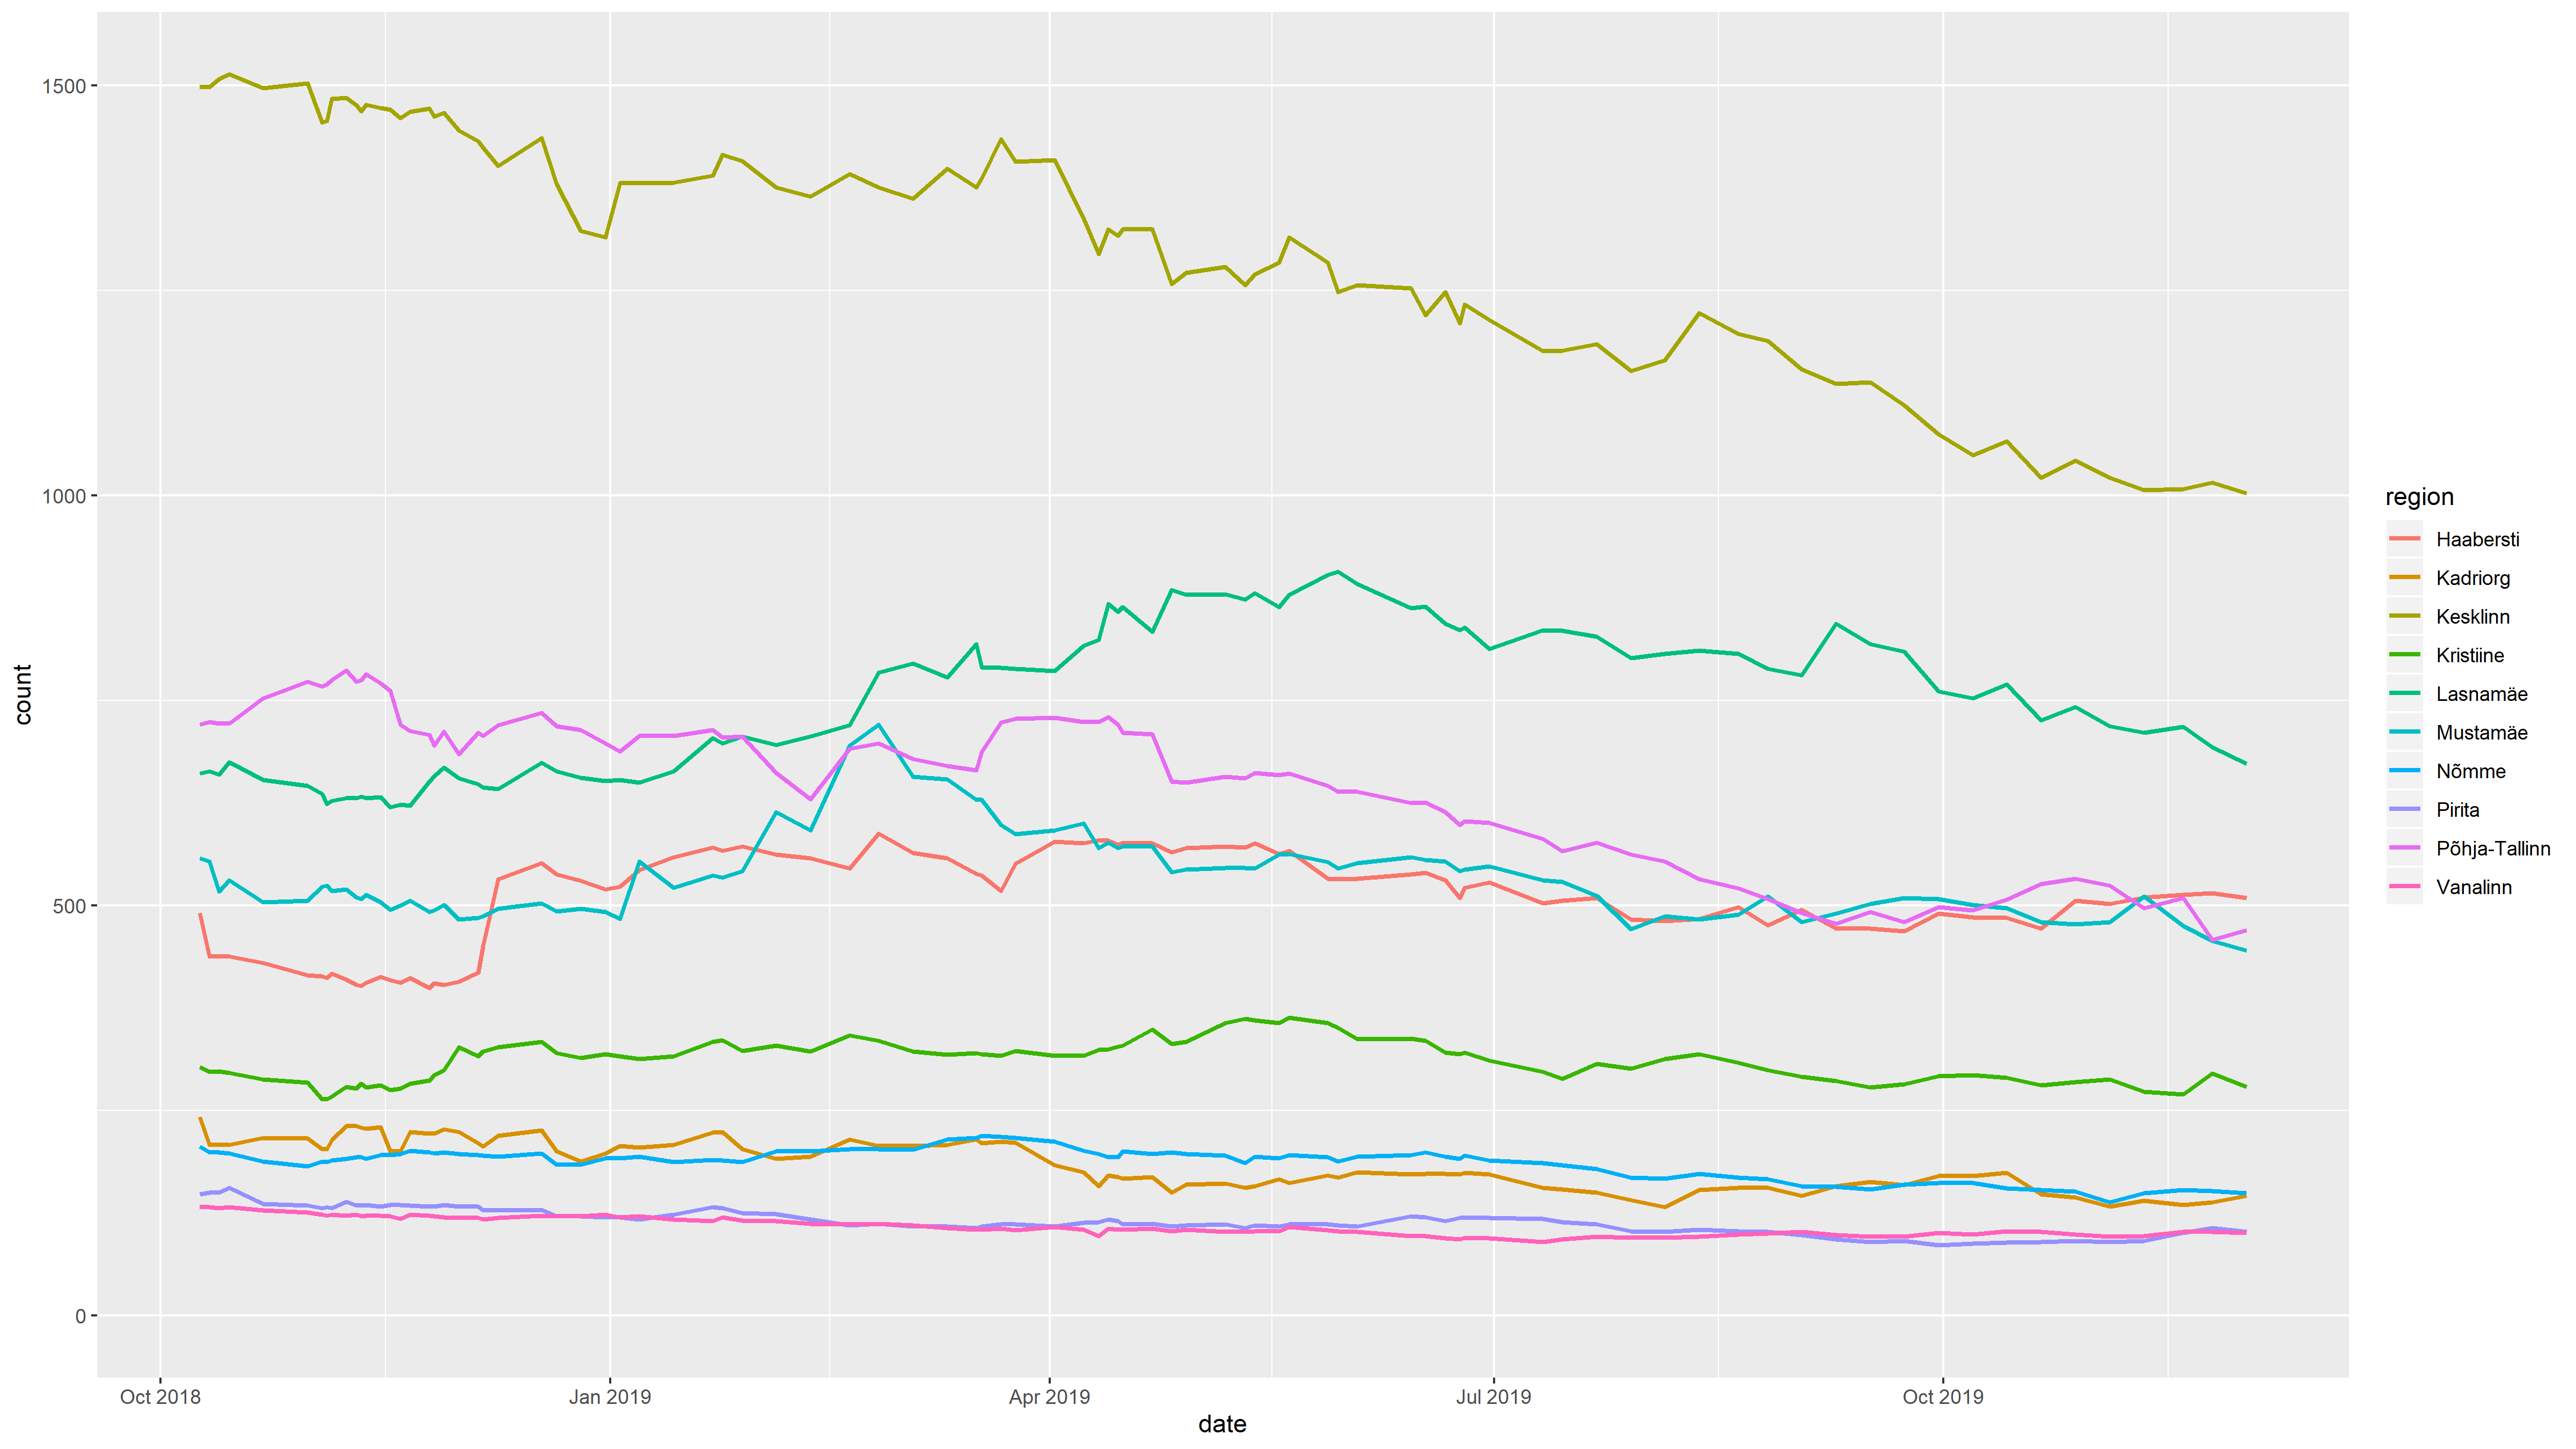 1500
1000
500
0
count
Oct 2018
Jan 2019
Apr 2019
Jul 2019
Oct 2019
date
region
Haabersti
Kadriorg
Kesklinn
Kristiine
Lasnamäe
Mustamäe
Nõmme
Pirita
Põhja-Tallinn
Vanalinn